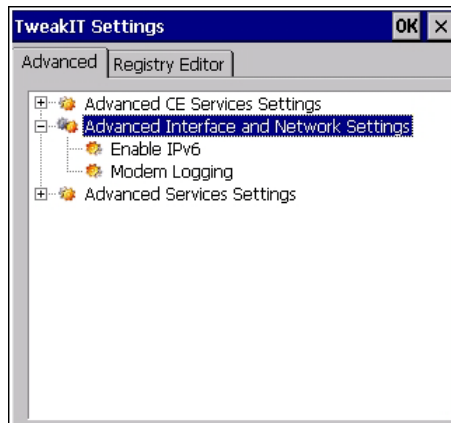 TweakIT Settings OK ×
Advanced Registry Editor
Advanced CE Services Settings
Advanced Interface and Network Settings
Enable IPv6
Modem Logging
Advanced Services Settings